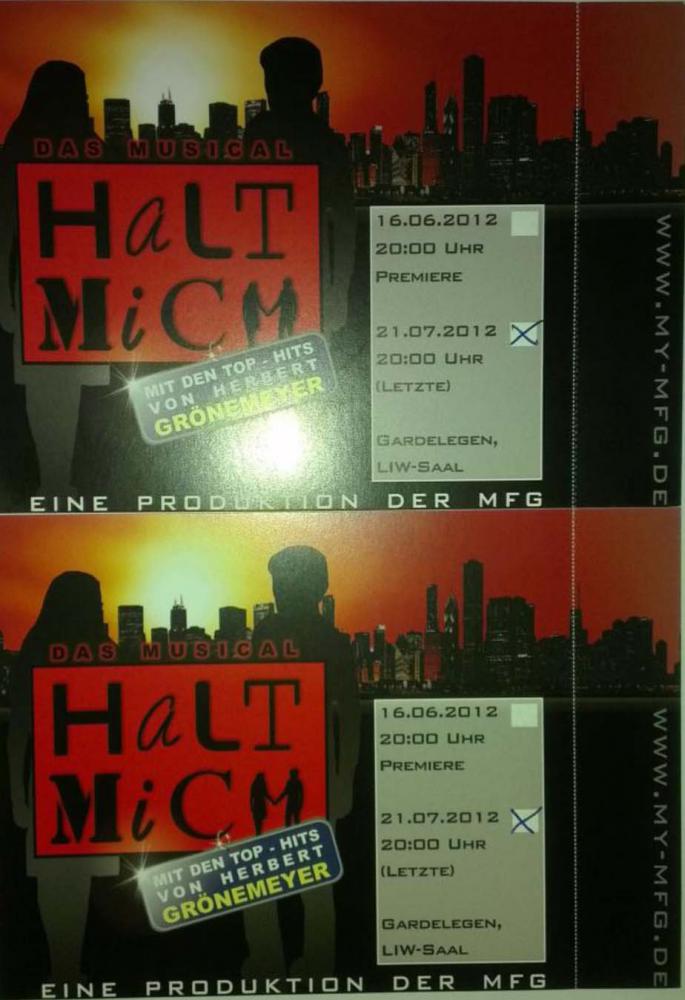 DAS MUSICAL
HaLT
MiCH
MIT DEN TOP - HITS
VON HERBERT
GRÖNEMEYER
16.06.2012
20:00 UHR
PREMIERE
21.07.2012
20:00 UHR
(LETZTE)
GARDELEGEN,
LIW-SAAL
EINE PRODUKTION DER MFG
WWW.MY-MFG.DE
DAS MUSICAL
HaLT
MiCH
MIT DEN TOP - HITS
VON HERBERT
GRÖNEMEYER
16.06.2012
20:00 UHR
PREMIERE
21.07.2012
20:00 UHR
(LETZTE)
GARDELEGEN,
LIW-SAAL
EINE PRODUKTION DER MFG
WWW.MY-MFG.DE